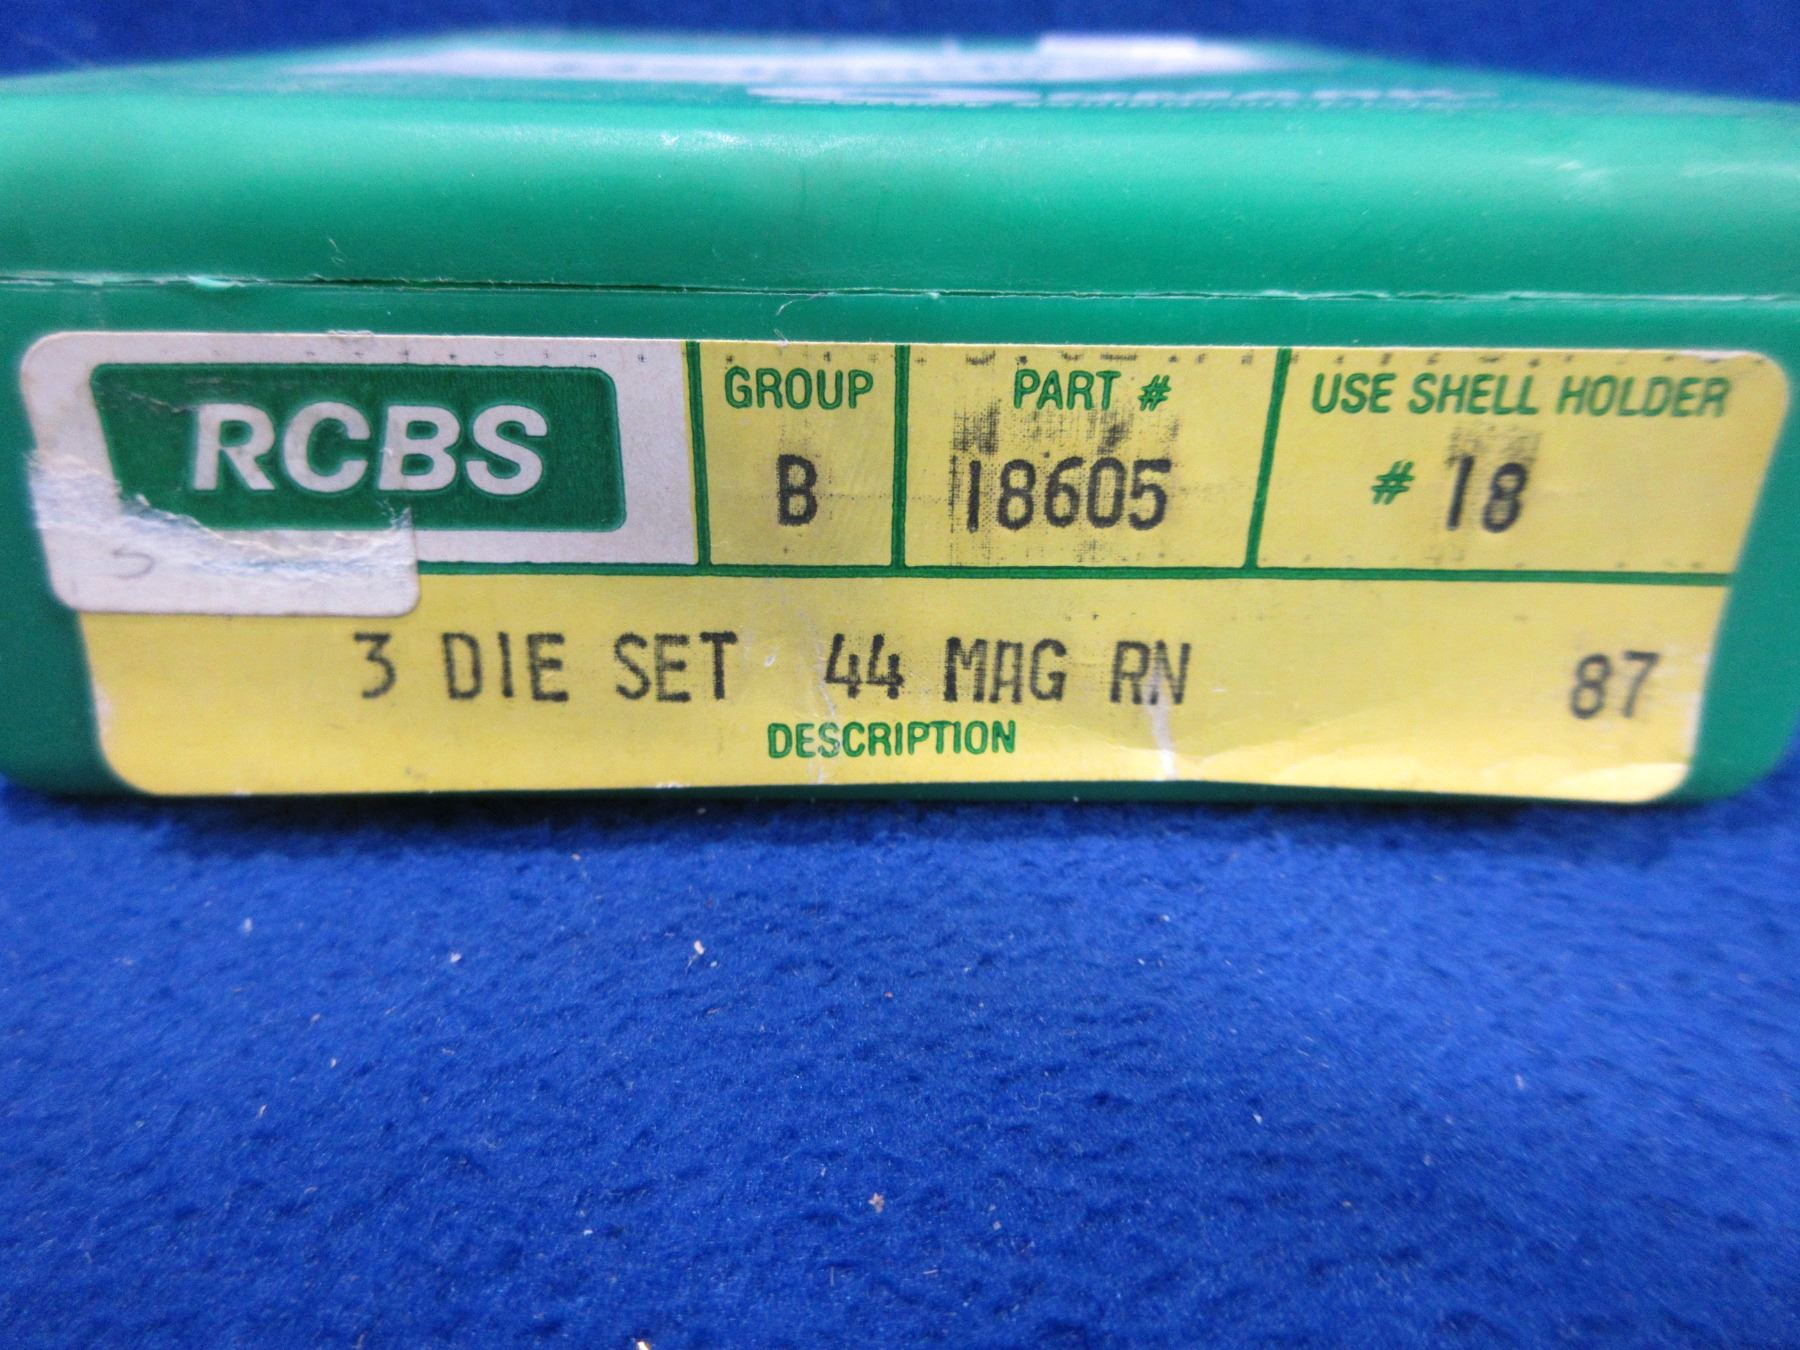 RCBS GROUP PART # USE SHELL HOLDER
B 18605 # 18
S
3 DIE SET 44 MAG RN 87
DESCRIPTION